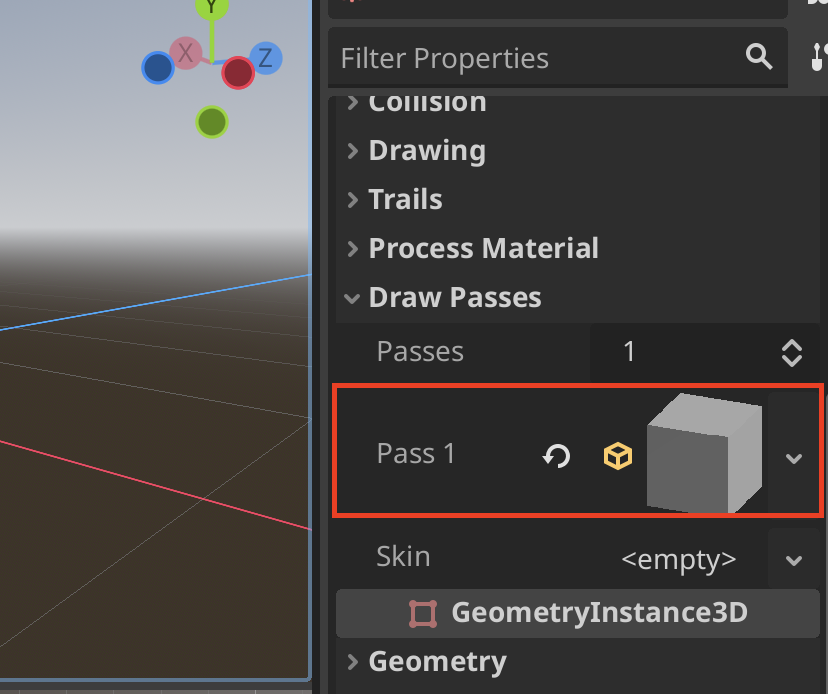 Y
X
Z
Filter Properties
Collision
Drawing
Trails
Process Material
Draw Passes
Passes 1
Pass 1
Skin <empty>
GeometryInstance3D
Geometry